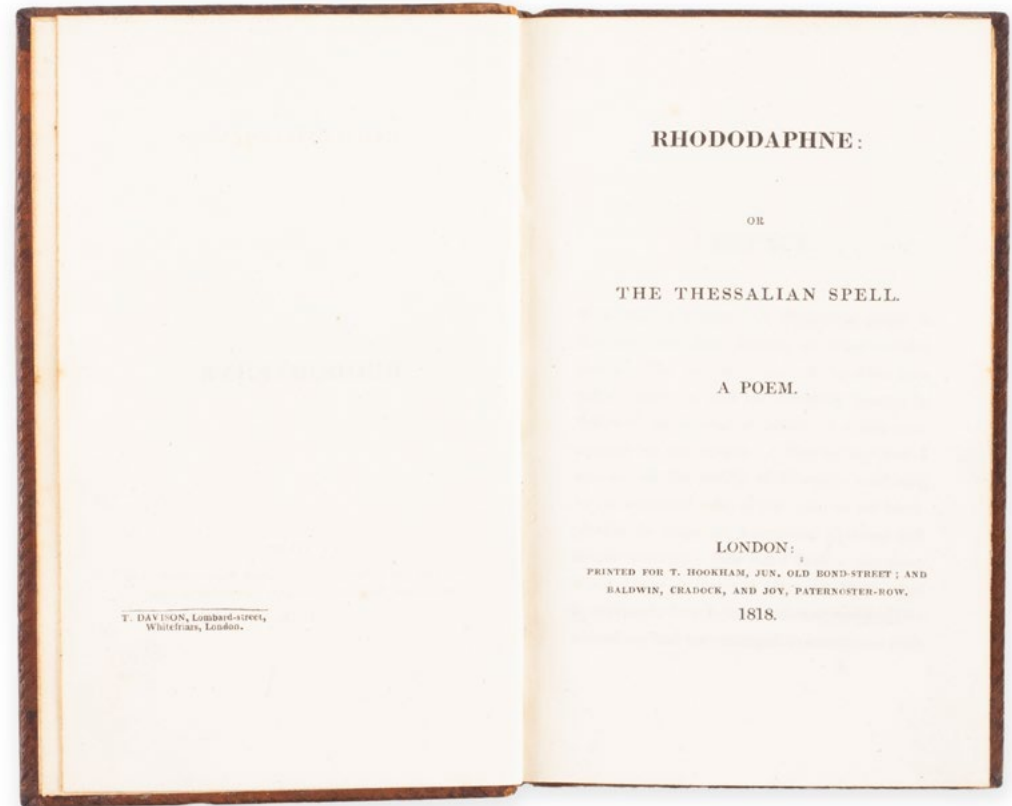 T. DAVISON, Lombard-street,
Whitefriars, London.
RHODODAPHNE:
OR
THE THESSALIAN SPELL.
A POEM.
LONDON:
PRINTED FOR T. HOOKHAM, JUN. OLD BOND-STREET; AND
BALDWIN, CRADOCK, AND JOY, PATERNOSTER-ROW.
1818.